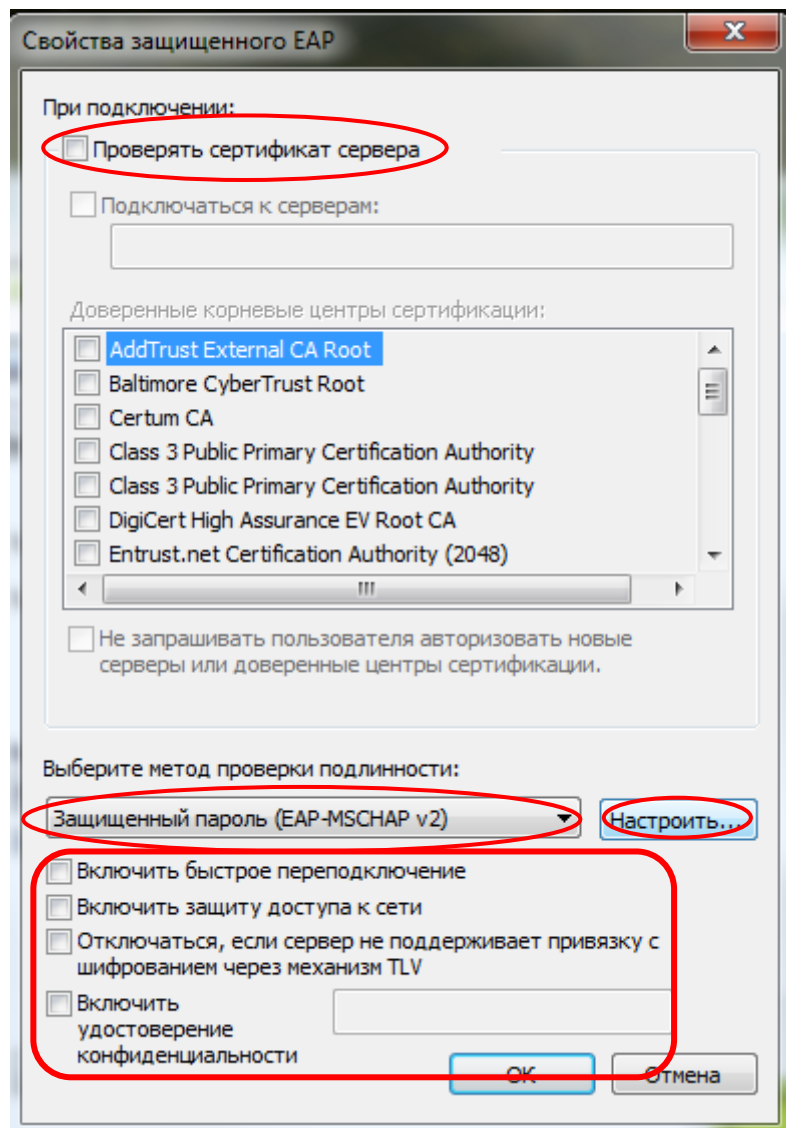 Свойства защищенного EAP
При подключении:
Проверять сертификат сервера
Подключаться к серверам:
Доверенные корневые центры сертификации:
AddTrust External CA Root
Baltimore CyberTrust Root
Certum CA
Class 3 Public Primary Certification Authority
Class 3 Public Primary Certification Authority
DigiCert High Assurance EV Root CA
Entrust.net Certification Authority (2048)
Не запрашивать пользователя авторизовать новые
серверы или доверенные центры сертификации.
Выберите метод проверки подлинности:
Защищенный пароль (EAP-MSCHAP v2)
Настроить...
Включить быстрое переподключение
Включить защиту доступа к сети
Отключаться, если сервер не поддерживает привязку с
шифрованием через механизм TLV
Включить
удостоверение
конфиденциальности
ОК
Отмена